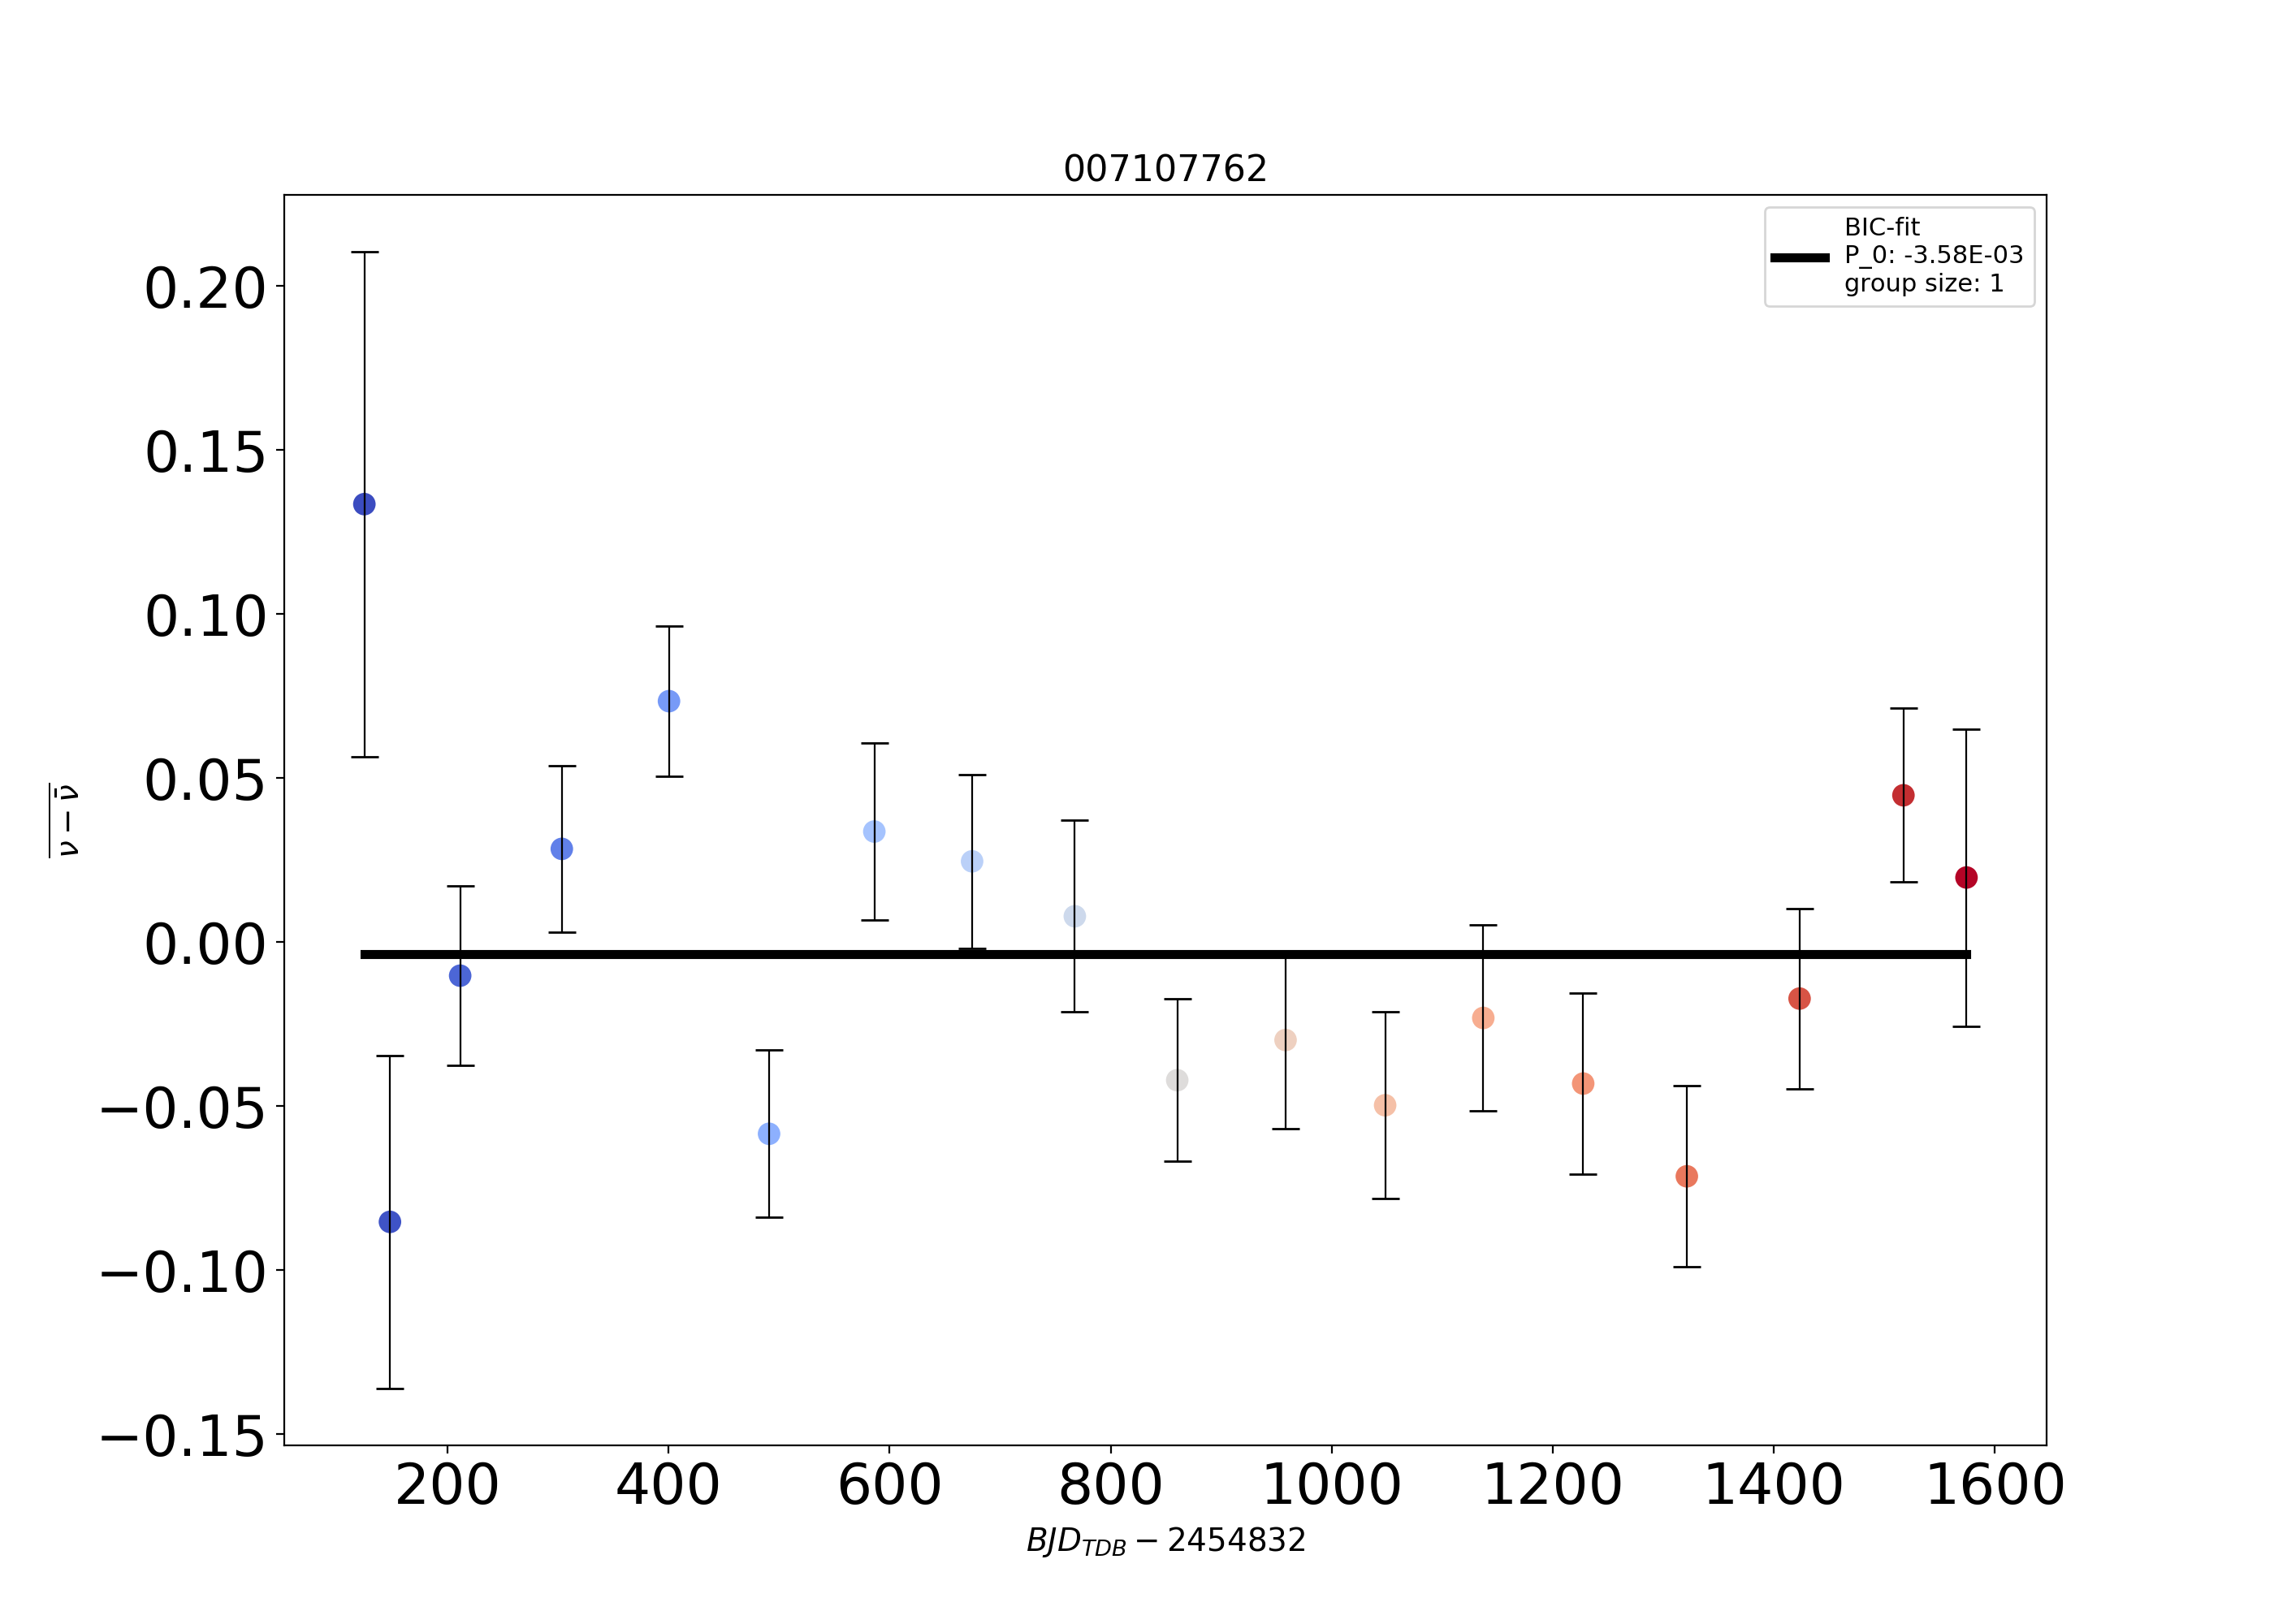 007107762
BIC-fit
P_0: -3.58E-03
group size: 1
0.20
0.15
0.10
0.05
0.00
−0.05
−0.10
−0.15
ν − ν̄
200 400 600 800 1000 1200 1400 1600
BJD_TDB − 2454832